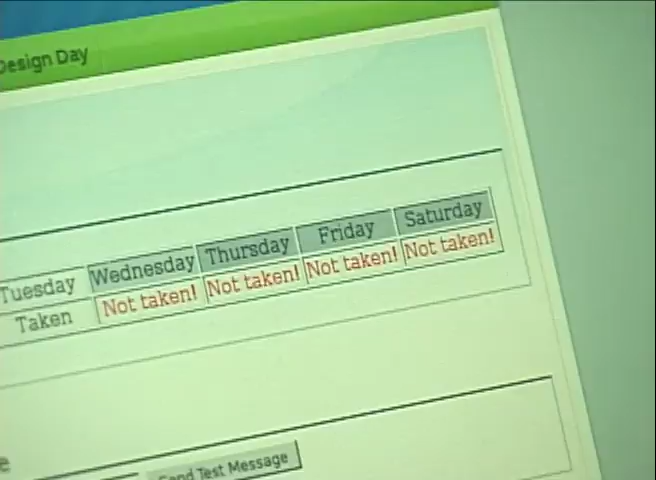 Design Day
Tuesday Wednesday Thursday Friday Saturday
Taken Not taken! Not taken! Not taken! Not taken!
Send Test Message